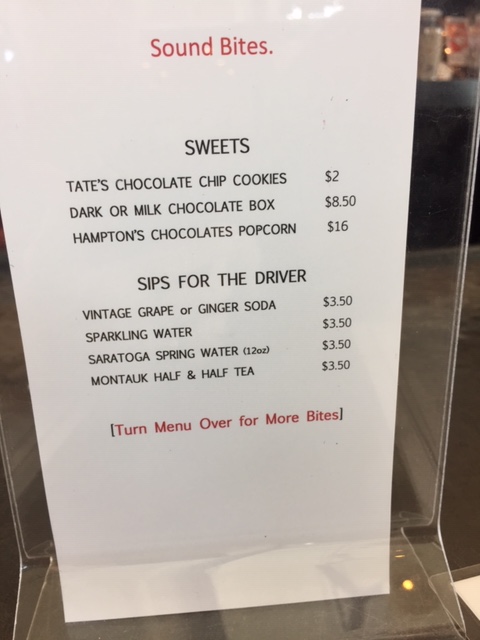 Sound Bites.
SWEETS
TATE'S CHOCOLATE CHIP COOKIES $2
DARK OR MILK CHOCOLATE BOX $8.50
HAMPTON'S CHOCOLATES POPCORN $16
SIPS FOR THE DRIVER
VINTAGE GRAPE or GINGER SODA $3.50
SPARKLING WATER $3.50
SARATOGA SPRING WATER (12oz) $3.50
MONTAUK HALF & HALF TEA $3.50
[Turn Menu Over for More Bites]